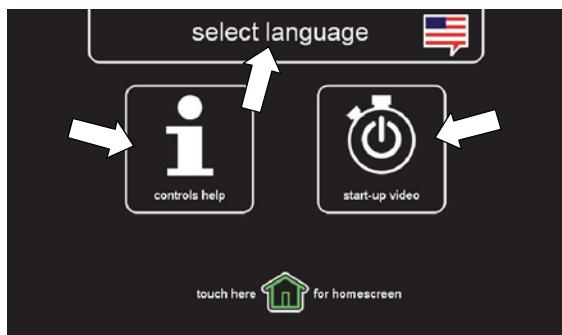 select language
controls help
start-up video
touch here for homescreen